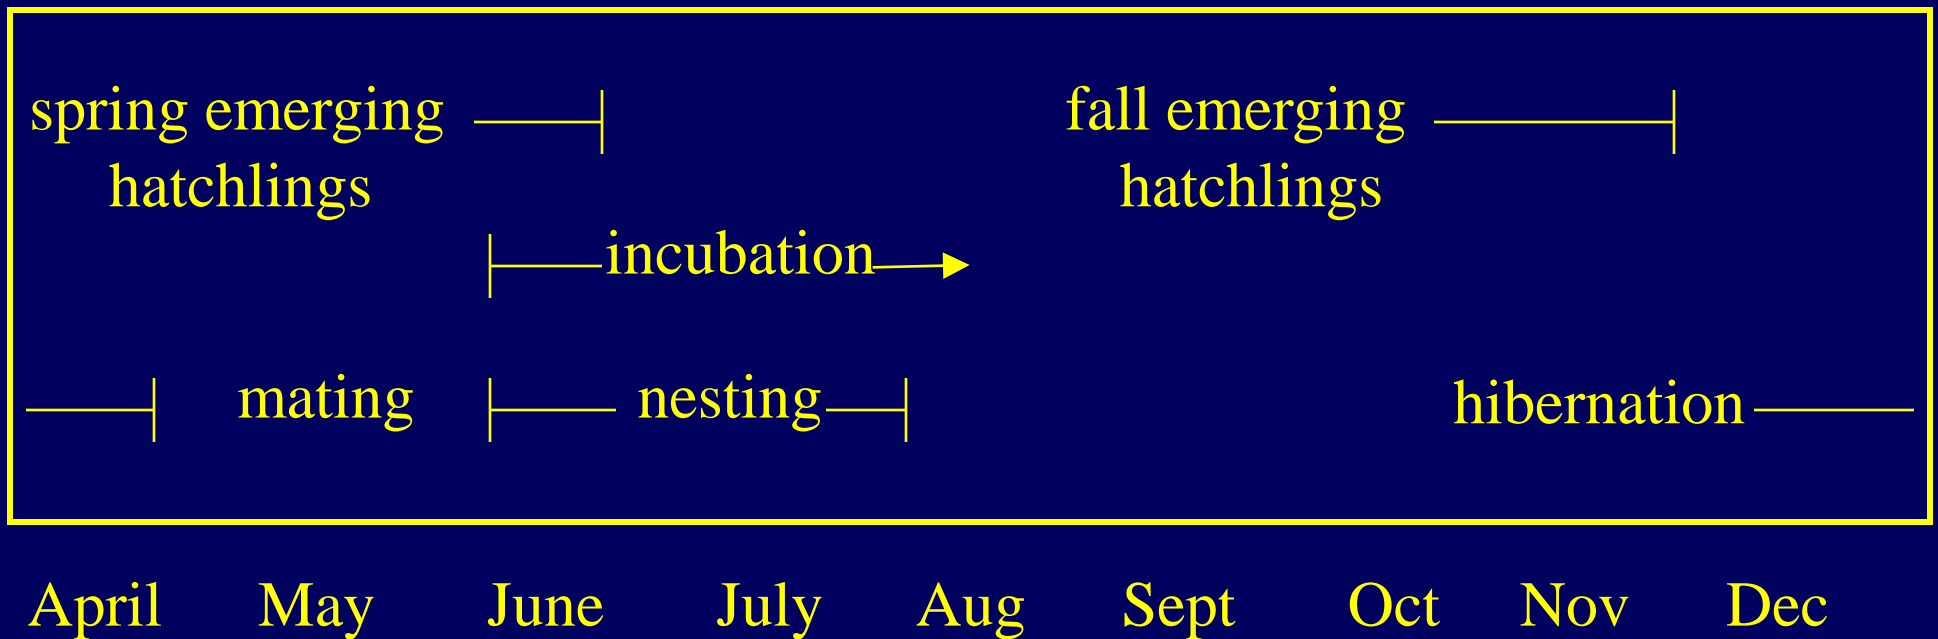 spring emerging
hatchlings
fall emerging
hatchlings
incubation
mating
nesting
hibernation
April May June July Aug Sept Oct Nov Dec